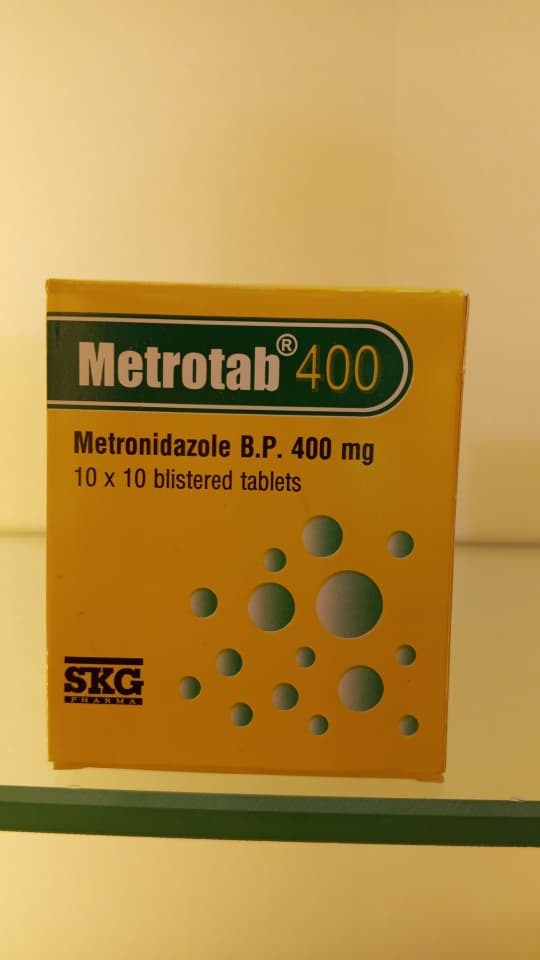 Metrotab® 400
Metronidazole B.P. 400 mg
10 x 10 blistered tablets
SKG
PHARMA